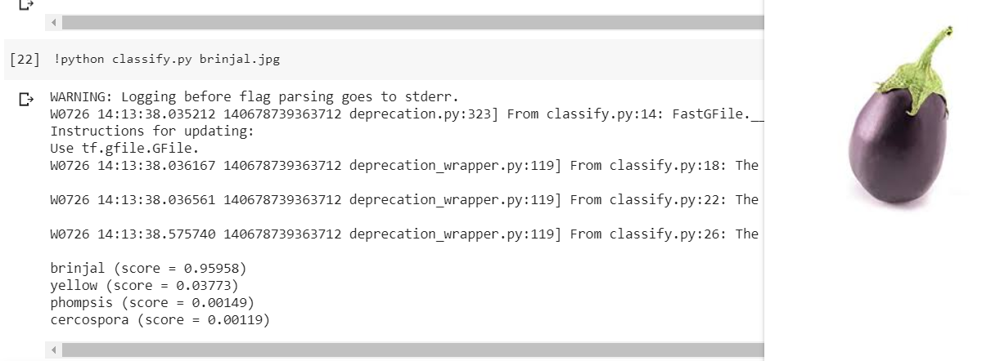 [22] !python classify.py brinjal.jpg
WARNING: Logging before flag parsing goes to stderr.
W0726 14:13:38.035212 140678739363712 deprecation.py:323] From classify.py:14: FastGFile.__
Instructions for updating:
Use tf.gfile.GFile.
W0726 14:13:38.036167 140678739363712 deprecation_wrapper.py:119] From classify.py:18: The
W0726 14:13:38.036561 140678739363712 deprecation_wrapper.py:119] From classify.py:22: The
W0726 14:13:38.575740 140678739363712 deprecation_wrapper.py:119] From classify.py:26: The
brinjal (score = 0.95958)
yellow (score = 0.03773)
phompsis (score = 0.00149)
cercospora (score = 0.00119)